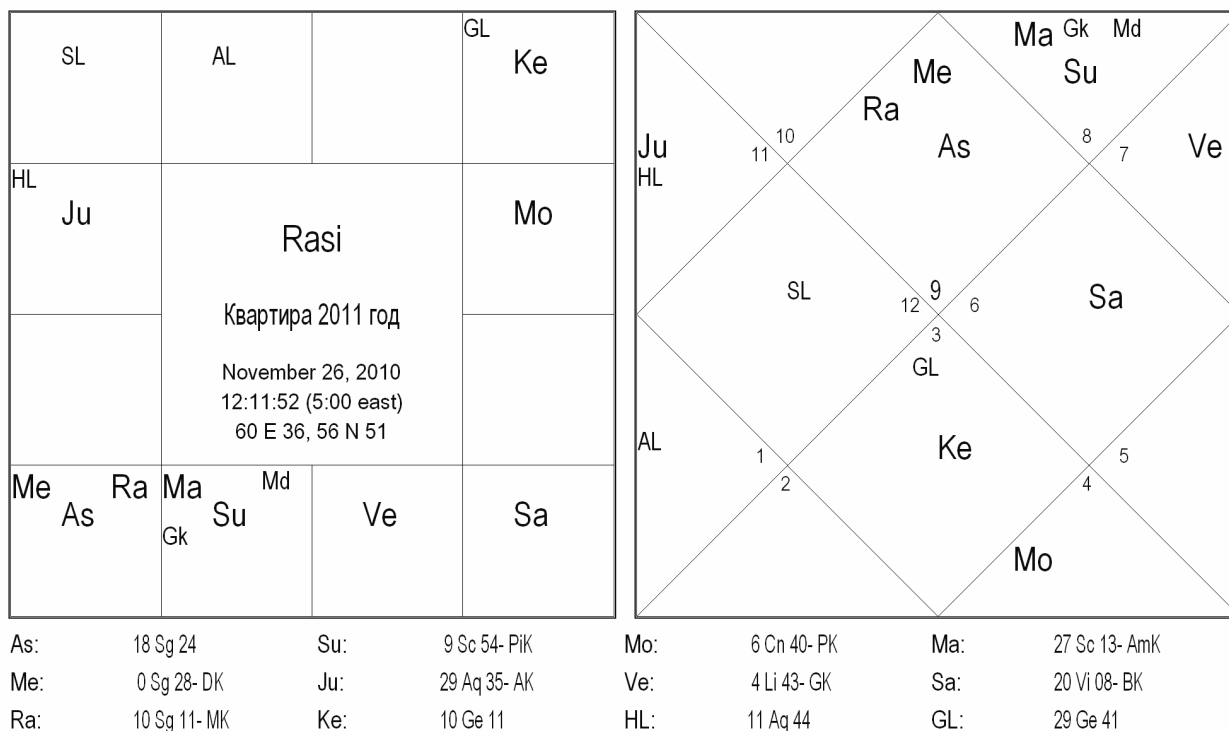 SL
AL
GL
Ke
HL
Ju
Mo
Rasi
Квартира 2011 год
November 26, 2010
12:11:52 (5:00 east)
60 E 36, 56 N 51
Me Ra
As
Ma Md
Su
Gk
Ve
Sa
Ma Gk Md
Su
Me
Ra
As
10
11
8
7
Ve
Ju
HL
SL
9
12
6
3
Sa
GL
AL
1
2
Ke
5
4
Mo
As: 18 Sg 24 Su: 9 Sc 54- PiK Mo: 6 Cn 40- PK Ma: 27 Sc 13- AmK
Me: 0 Sg 28- DK Ju: 29 Aq 35- AK Ve: 4 Li 43- GK Sa: 20 Vi 08- BK
Ra: 10 Sg 11- MK Ke: 10 Ge 11 HL: 11 Aq 44 GL: 29 Ge 41